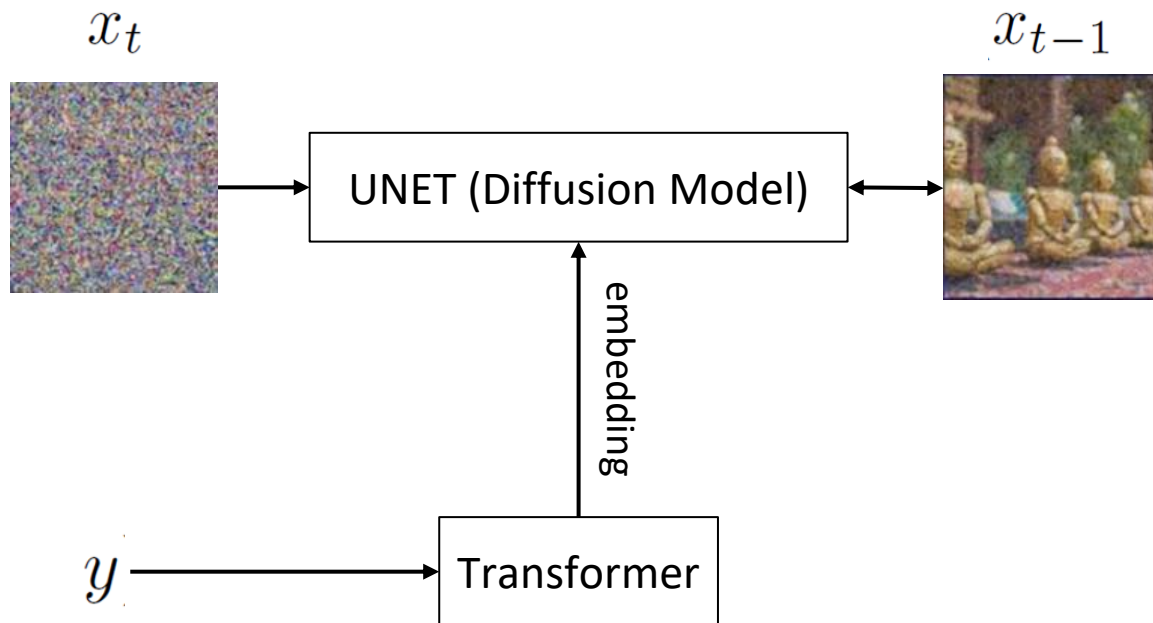 x_t
x_{t-1}
UNET (Diffusion Model)
embedding
y
Transformer